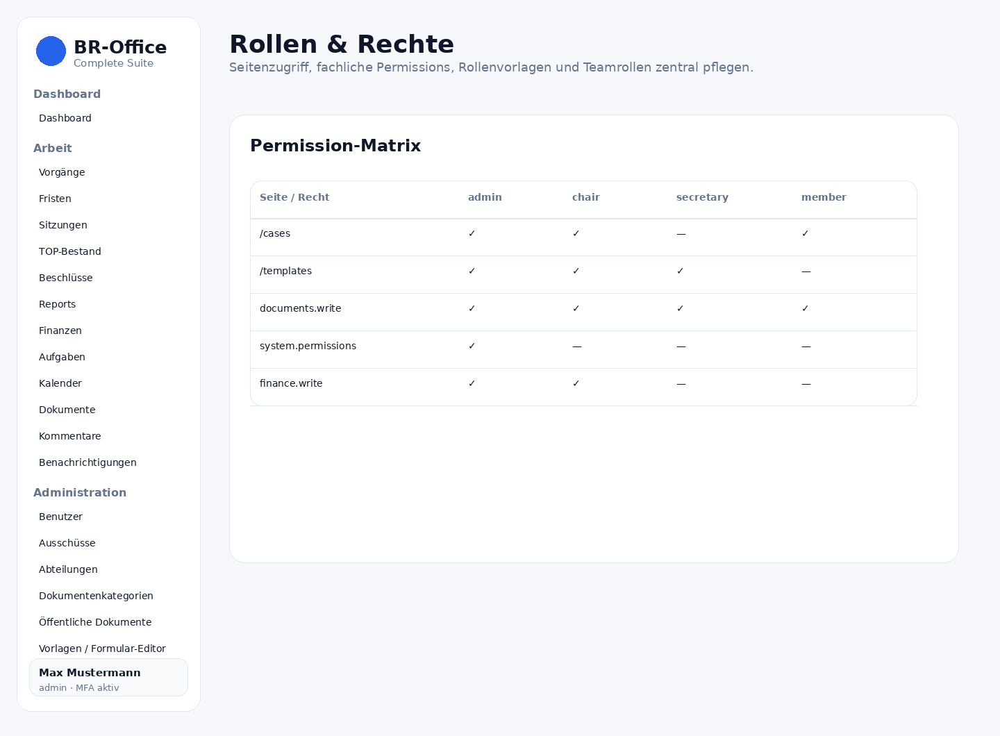 BR-Office
Complete Suite
Dashboard
Dashboard
Arbeit
Vorgänge
Fristen
Sitzungen
TOP-Bestand
Beschlüsse
Reports
Finanzen
Aufgaben
Kalender
Dokumente
Kommentare
Benachrichtigungen
Administration
Benutzer
Ausschüsse
Abteilungen
Dokumentenkategorien
Öffentliche Dokumente
Vorlagen / Formular-Editor
Max Mustermann
admin · MFA aktiv
Rollen & Rechte
Seitenzugriff, fachliche Permissions, Rollenvorlagen und Teamrollen zentral pflegen.
Permission-Matrix
Seite / Recht admin chair secretary member
/cases ✓ ✓ — ✓
/templates ✓ ✓ ✓ —
documents.write ✓ ✓ ✓ ✓
system.permissions ✓ — — —
finance.write ✓ ✓ — —